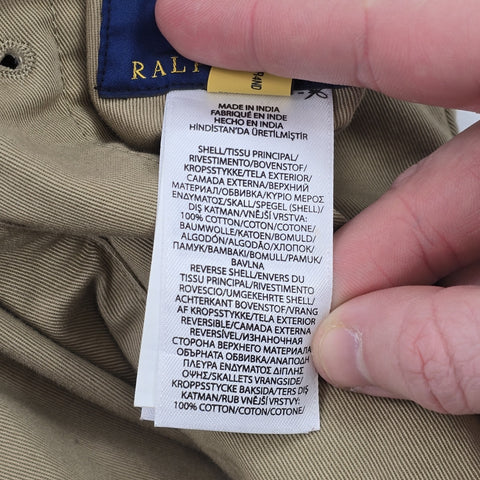 RAL
R4ND
MADE IN INDIA
FABRIQUÉ EN INDE
HECHO EN INDIA
HİNDİSTAN'DA ÜRETİLMİŞTİR
SHELL/TISSU PRINCIPAL/
RIVESTIMENTO/BOVENSTOF/
KROPSSTYKKE/TELA EXTERIOR/
CAMADA EXTERNA/ВЕРХНИЙ
МАТЕРИАЛ/ОБВИВКА/ΚΥΡΙΟ ΜΕΡΟΣ
ΕΝΔΥΜΑΤΟΣ/SKALL/SPEGEL (SHELL)/
DIŞ KATMAN/VNĚJŠÍ VRSTVA:
100% COTTON/COTON/COTONE/
BAUMWOLLE/KATOEN/BOMULD/
ALGODÓN/ALGODÃO/ХЛОПОК/
ПАМУК/ΒΑΜΒΑΚΙ/BOMULL/PAMUK/
BAVLNA
REVERSE SHELL/ENVERS DU
TISSU PRINCIPAL/RIVESTIMENTO
ROVESCIO/UMGEKEHRTE SHELL/
ACHTERKANT BOVENSTOF/VRANG
AF KROPSSTYKKE/TELA EXTERIOR
REVERSIBLE/CAMADA EXTERNA
REVERSÍVEL/ИЗНАНОЧНАЯ
СТОРОНА ВЕРХНЕГО МАТЕРИАЛА
ОБЪРНАТА ОБВИВКА/ΑΝΑΠΟΔΗ
ΠΛΕΥΡΑ ΕΝΔΥΜΑΤΟΣ ΔΙΠΛΗΣ
ΟΨΗΣ/SKALLETS VRANGSIDE/
KROPPSSTYCKE BAKSIDA/TERS DIŞ
KATMAN/RUB VNĚJŠÍ VRSTVY:
100% COTTON/COTON/COTONE/